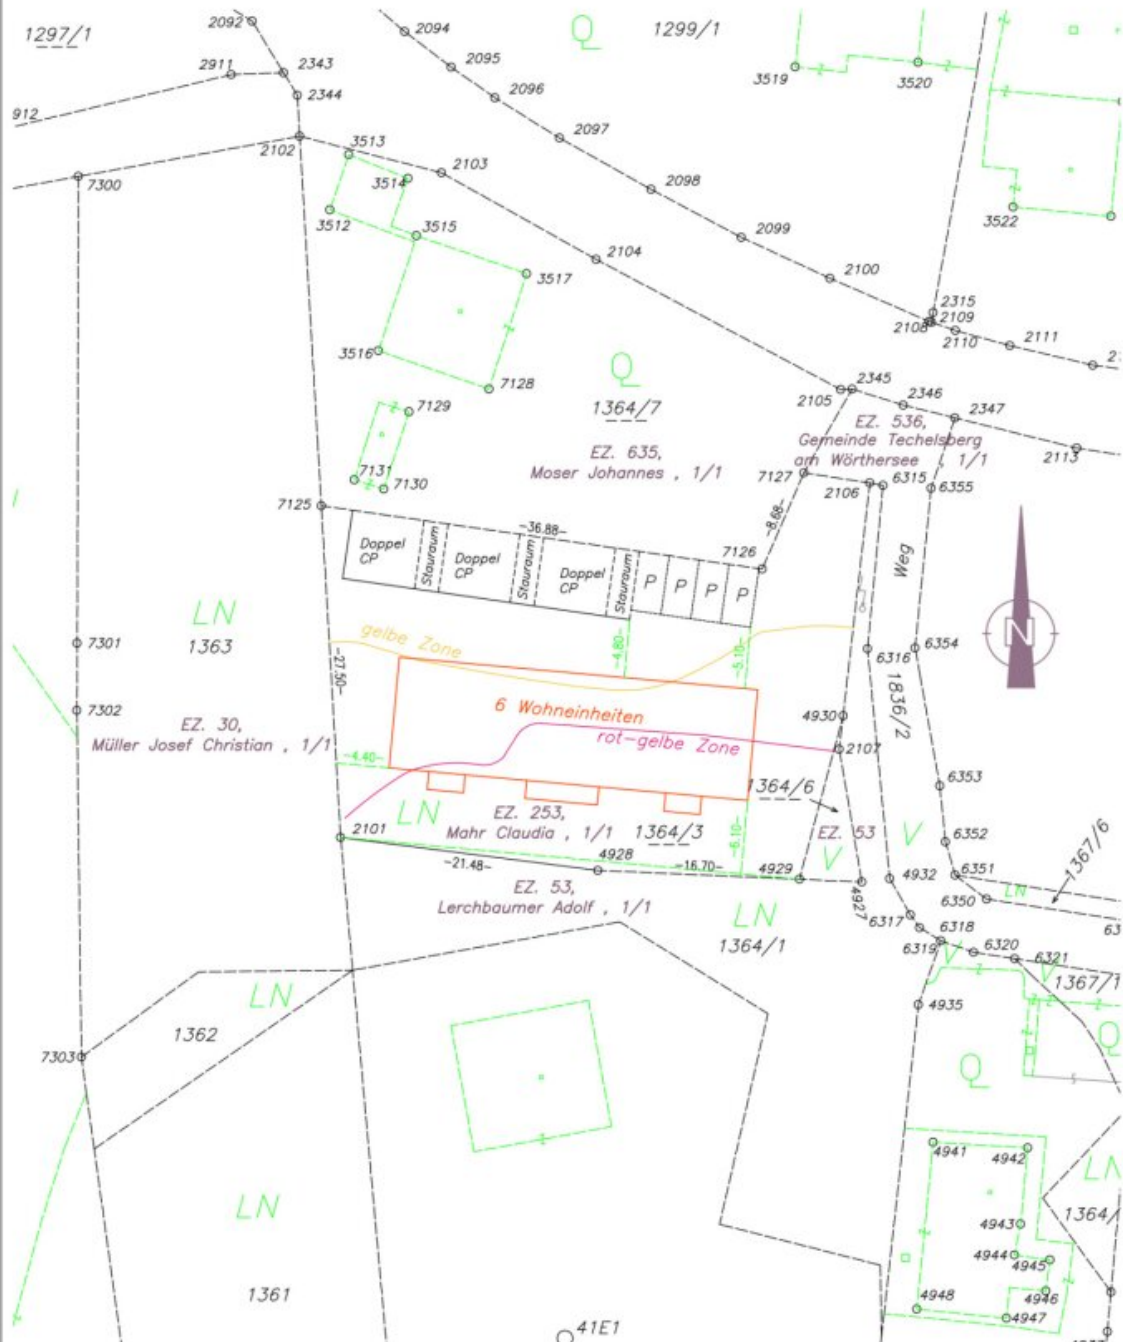 1297/1
2092
2094
1299/1
2911
2343
2095
3519
3520
2344
2096
912
2102
3513
2097
7300
3514
2103
2098
3512
3515
3522
2104
2099
3517
2100
2315
2109
2108
2110
2111
3516
7128
2345
2105
2346
2347
7129
1364/7
EZ. 536,
Gemeinde Techelsberg
am Wörthersee , 1/1
EZ. 635,
Moser Johannes , 1/1
2113
7131
7130
7127
2106
6315
6355
7125
-36.88-
-8.68-
7126
Weg
Doppel
CP
Stauraum
Doppel
CP
Stauraum
Doppel
CP
Stauraum
P
P
P
P
N
LN
1363
7301
gelbe Zone
-4.80-
-5.10-
6316
6354
-27.50-
7302
6 Wohneinheiten
4930
1836/2
EZ. 30,
Müller Josef Christian , 1/1
rot-gelbe Zone
2107
-4.40-
1364/6
6353
LN
EZ. 253,
Mahr Claudia , 1/1
1364/3
EZ. 53
V
V
6352
2101
-6.10-
1367/6
-21.48-
4928
-16.70-
4929
4927
4932
6351
LN
6350
EZ. 53,
Lerchbaumer Adolf , 1/1
LN
1364/1
6317
6318
6319
6320
6321
63
V
V
1367/1
LN
1362
4935
7303
Q
Q
Q
Q
4941
4942
LN
LN
1364/
4943
4944
4945
4946
1361
4948
4947
41E1